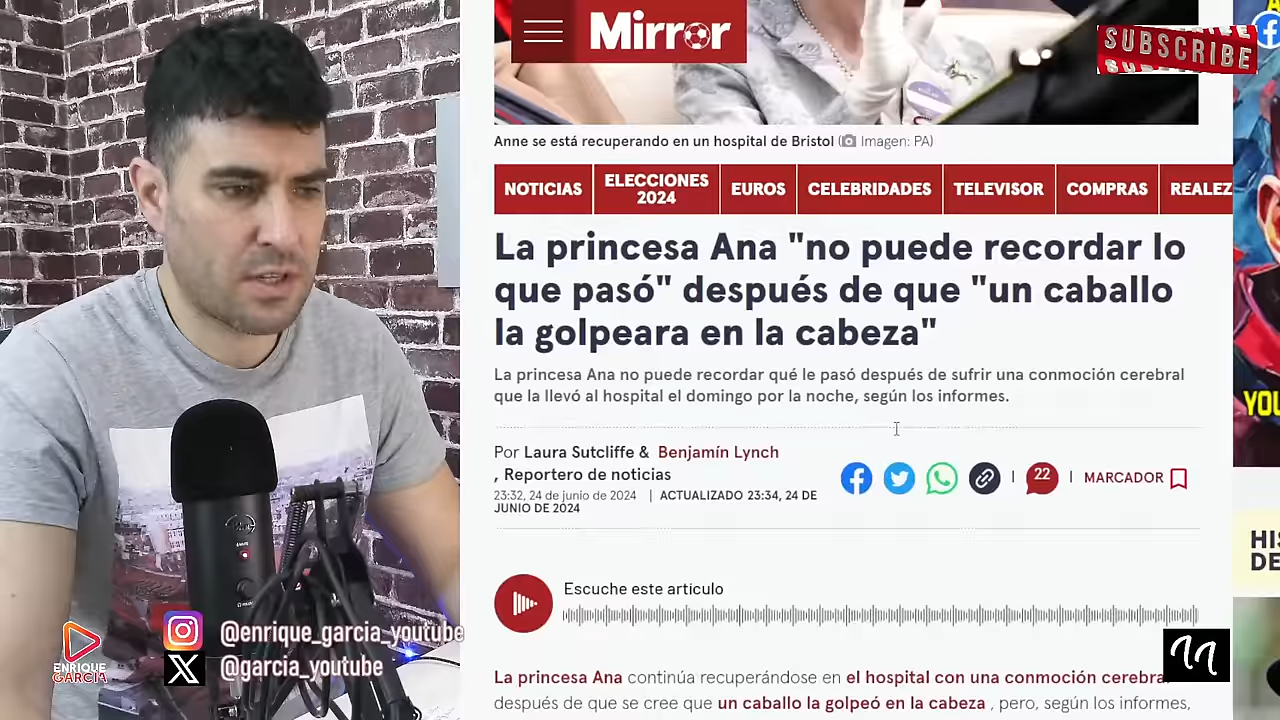 Mirror
SUBSCRIBE
Anne se está recuperando en un hospital de Bristol ( Imagen: PA)
NOTICIAS
ELECCIONES
2024
EUROS
CELEBRIDADES
TELEVISOR
COMPRAS
REALEZ
La princesa Ana "no puede recordar lo
que pasó" después de que "un caballo
la golpeara en la cabeza"
La princesa Ana no puede recordar qué le pasó después de sufrir una conmoción cerebral
que la llevó al hospital el domingo por la noche, según los informes.
Por Laura Sutcliffe & Benjamín Lynch
, Reportero de noticias
23:32, 24 de junio de 2024 | ACTUALIZADO 23:34, 24 DE
JUNIO DE 2024
22
MARCADOR
Escuche este artículo
La princesa Ana continúa recuperándose en el hospital con una conmoción cerebral
después de que se cree que un caballo la golpeó en la cabeza , pero, según los informes,
@enrique_garcia_youtube
@garcia_youtube
ENRIQUE
GARCIA
YOU
HIS
DE